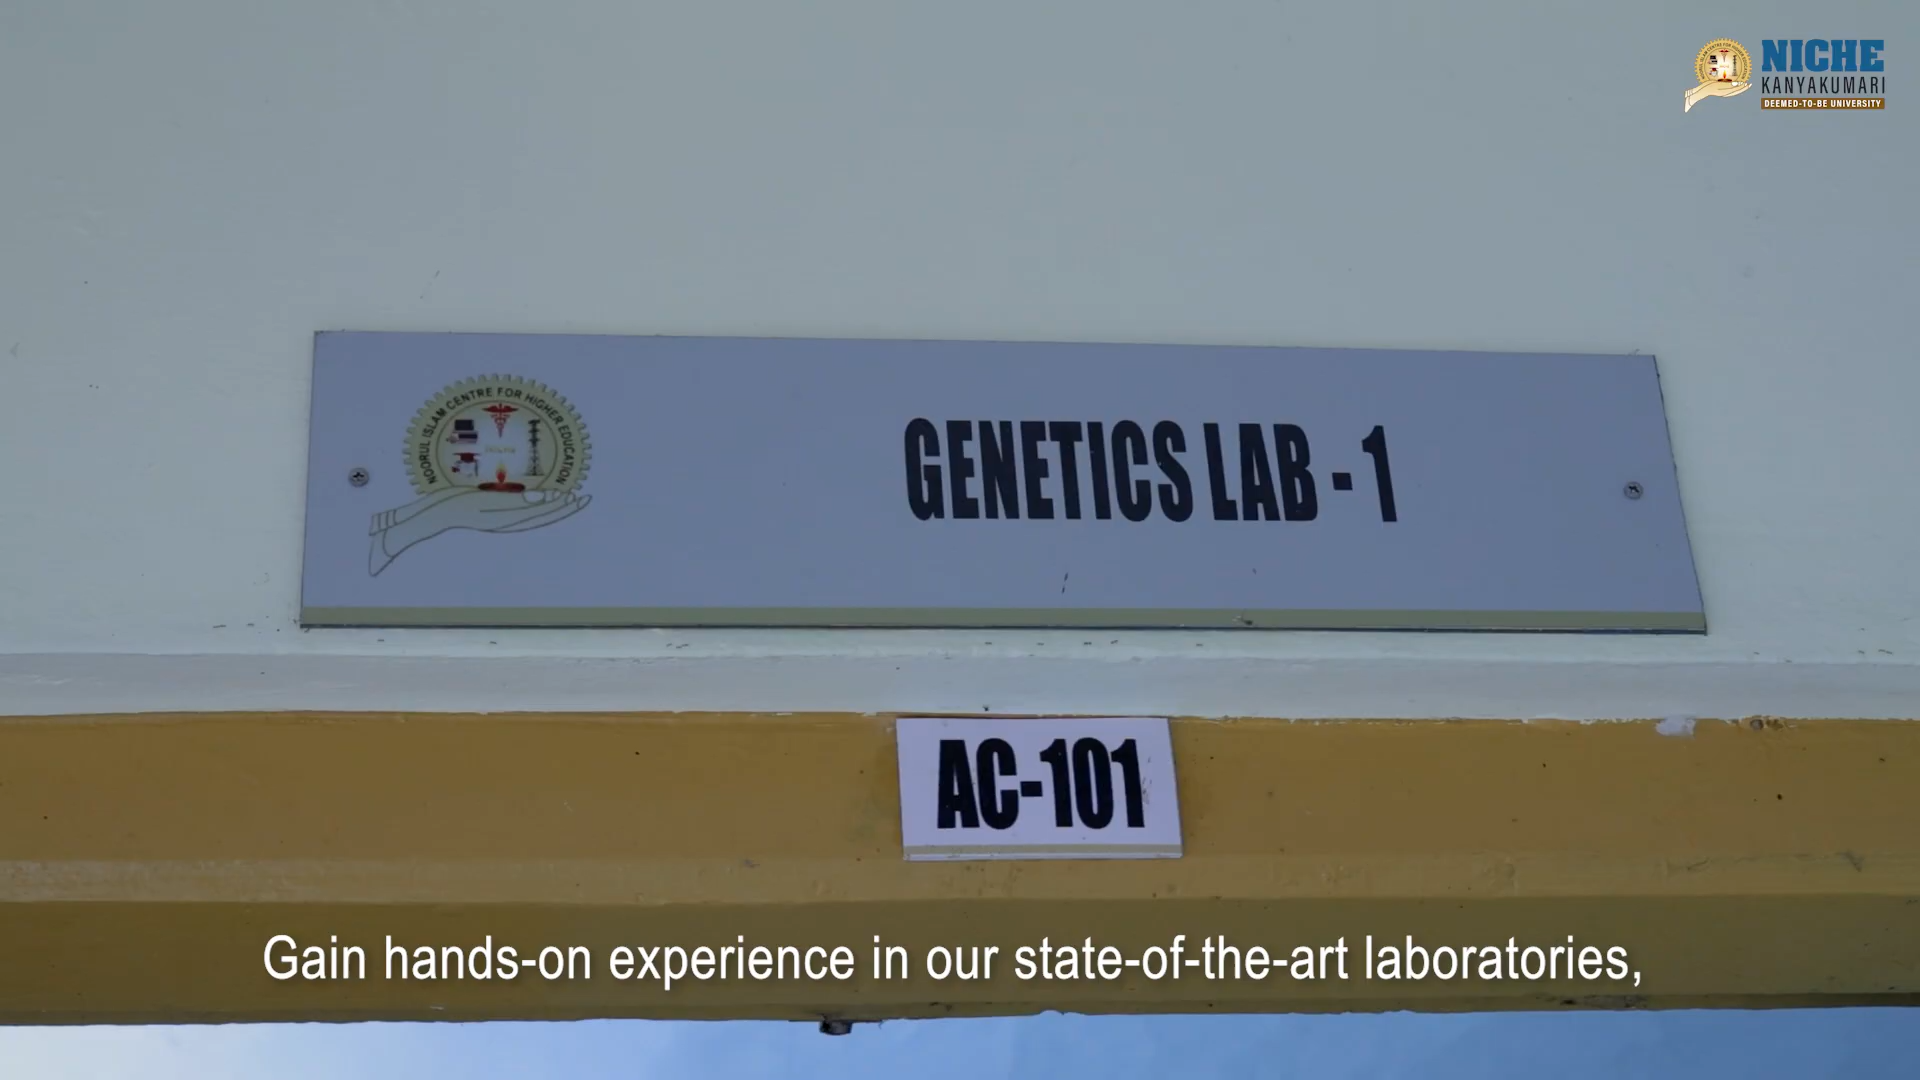 NICHE
KANYAKUMARI
DEEMED-TO-BE UNIVERSITY
NOORUL ISLAM CENTRE FOR HIGHER EDUCATION
GENETICS LAB - 1
AC-101
Gain hands-on experience in our state-of-the-art laboratories,